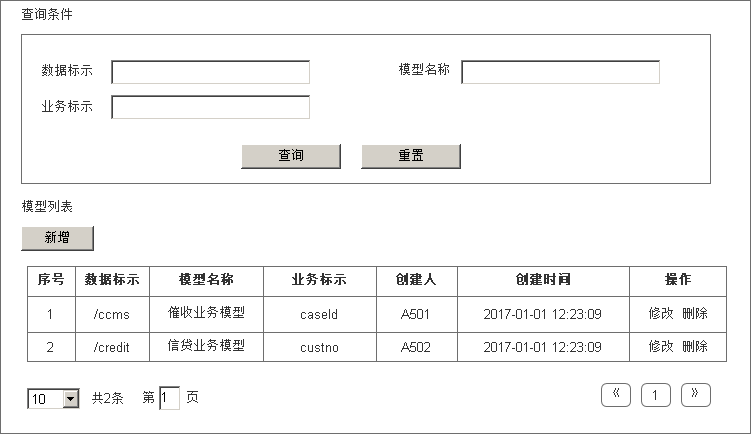 查询条件
数据标示 模型名称
业务标示
查询 重置
模型列表
新增
序号 数据标示 模型名称 业务标示 创建人 创建时间 操作
1 /ccms 催收业务模型 caseId A501 2017-01-01 12:23:09 修改 删除
2 /credit 信贷业务模型 custno A502 2017-01-01 12:23:09 修改 删除
10 共2条 第 1 页 《 1 》